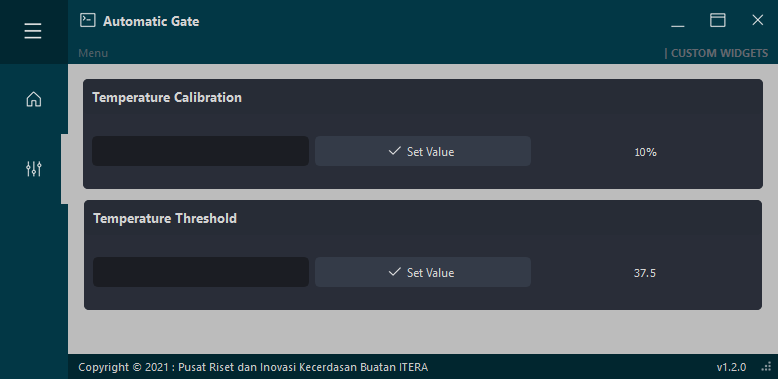 Automatic Gate
Menu
| CUSTOM WIDGETS
Temperature Calibration
Set Value
10%
Temperature Threshold
Set Value
37.5
Copyright © 2021 : Pusat Riset dan Inovasi Kecerdasan Buatan ITERA
v1.2.0